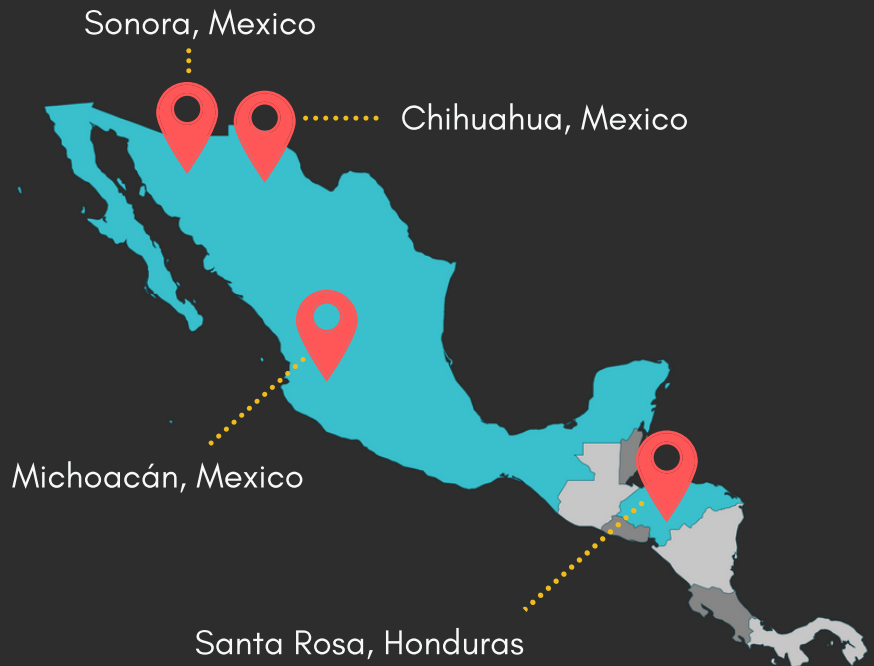 Sonora, Mexico
Chihuahua, Mexico
Michoacán, Mexico
Santa Rosa, Honduras